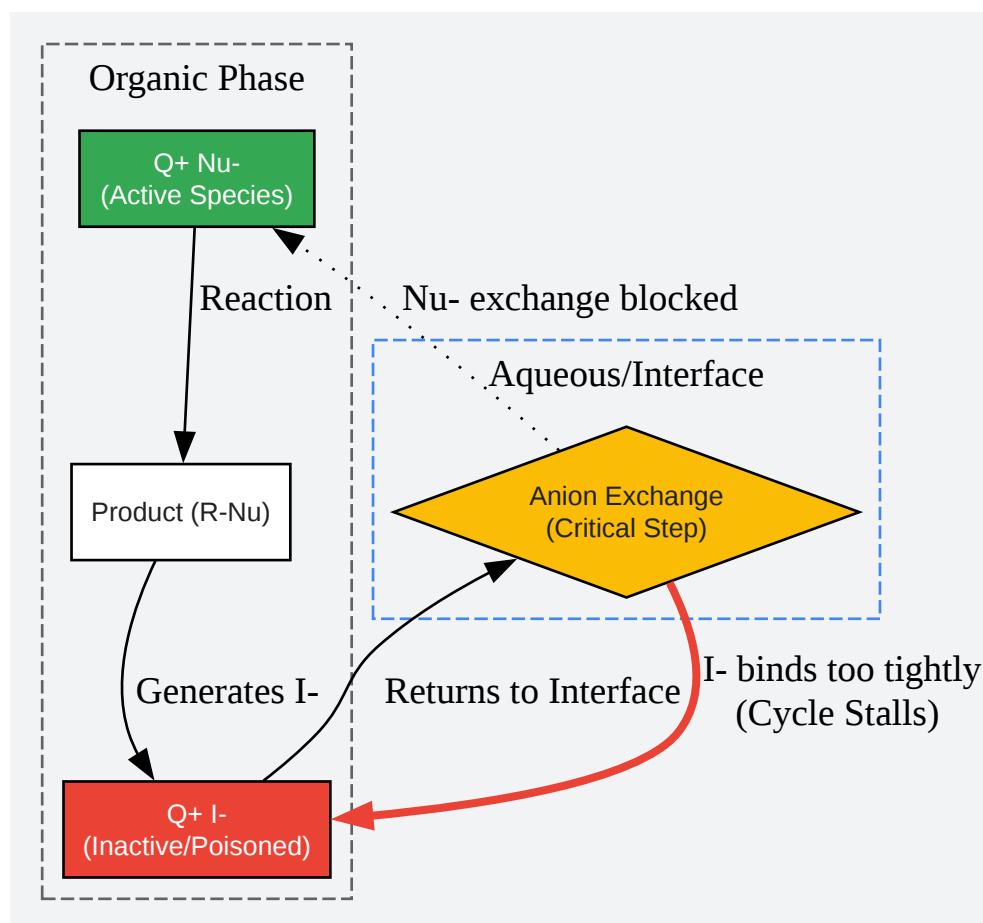 Organic Phase
Q+ Nu-
(Active Species)
Reaction
Nu- exchange blocked
Aqueous/Interface
Product (R-Nu)
Anion Exchange
(Critical Step)
Generates I-
Returns to Interface
I- binds too tightly
(Cycle Stalls)
Q+ I-
(Inactive/Poisoned)